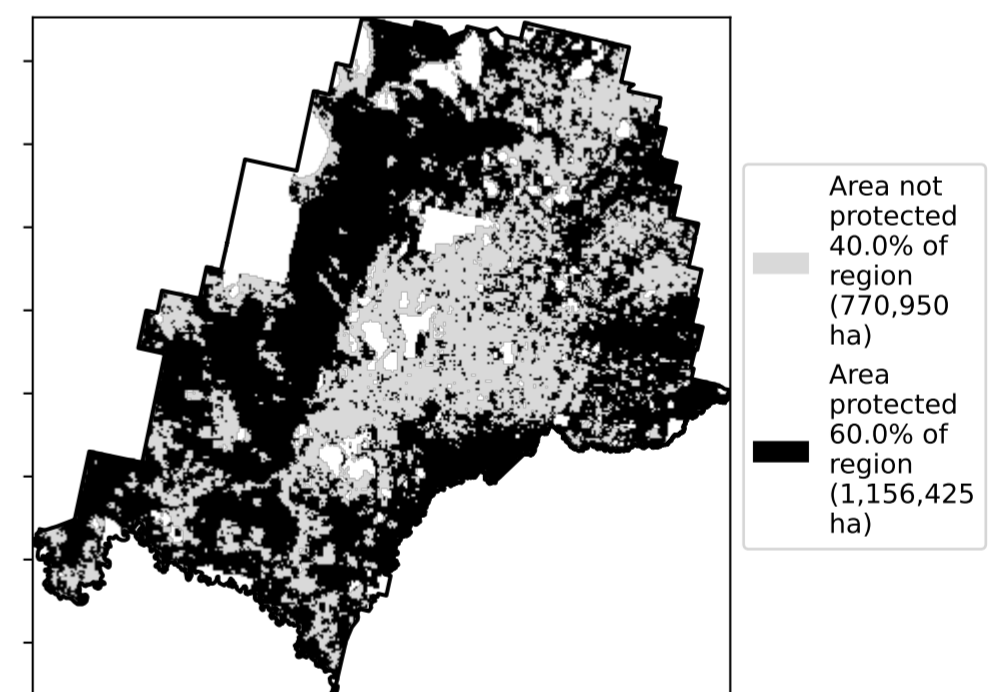 Area not
protected
40.0% of
region
(770,950
ha)
Area
protected
60.0% of
region
(1,156,425
ha)